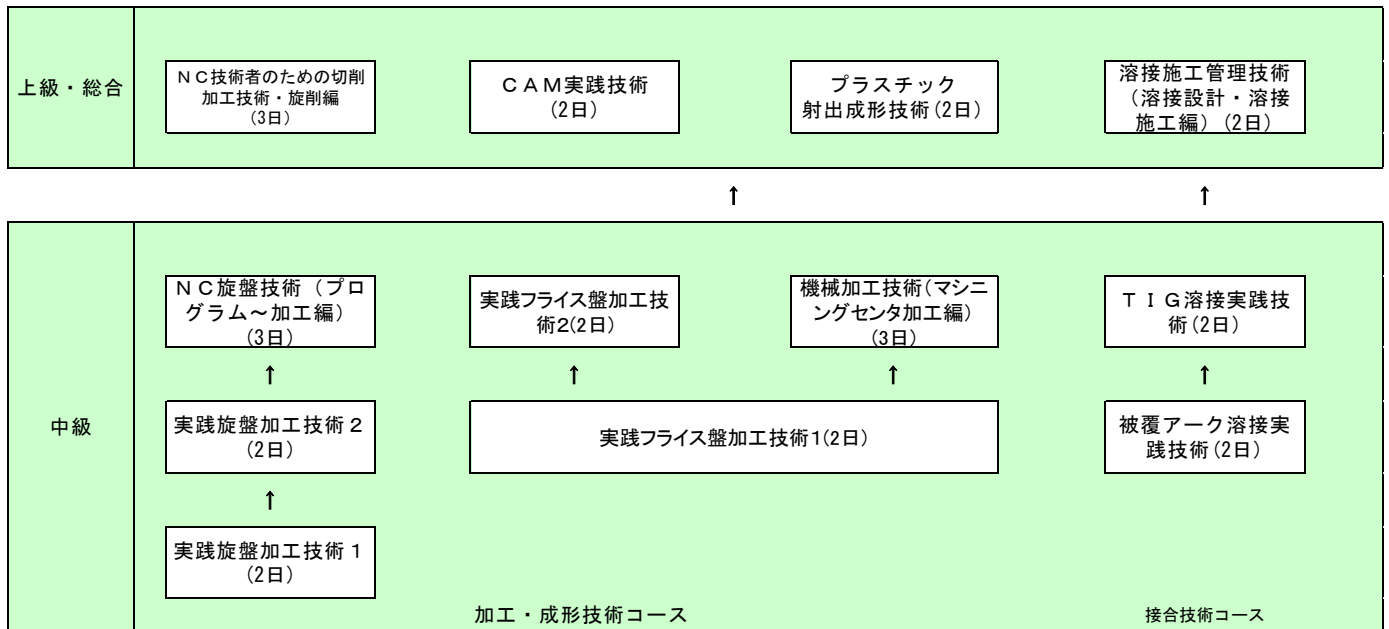 上級・総合
ＮＣ技術者のための切削
加工技術・旋削編
(3日)
ＣＡＭ実践技術
(2日)
プラスチック
射出成形技術(2日)
溶接施工管理技術
（溶接設計・溶接
施工編）(2日)
↑
↑
中級
ＮＣ旋盤技術（プロ
グラム～加工編）
(3日)
実践フライス盤加工技
術2(2日)
機械加工技術(マシニ
ングセンタ加工編)
(3日)
ＴＩＧ溶接実践技
術(2日)
↑
↑
↑
↑
実践旋盤加工技術２
(2日)
実践フライス盤加工技術1(2日)
被覆アーク溶接実
践技術(2日)
↑
実践旋盤加工技術１
(2日)
加工・成形技術コース
接合技術コース